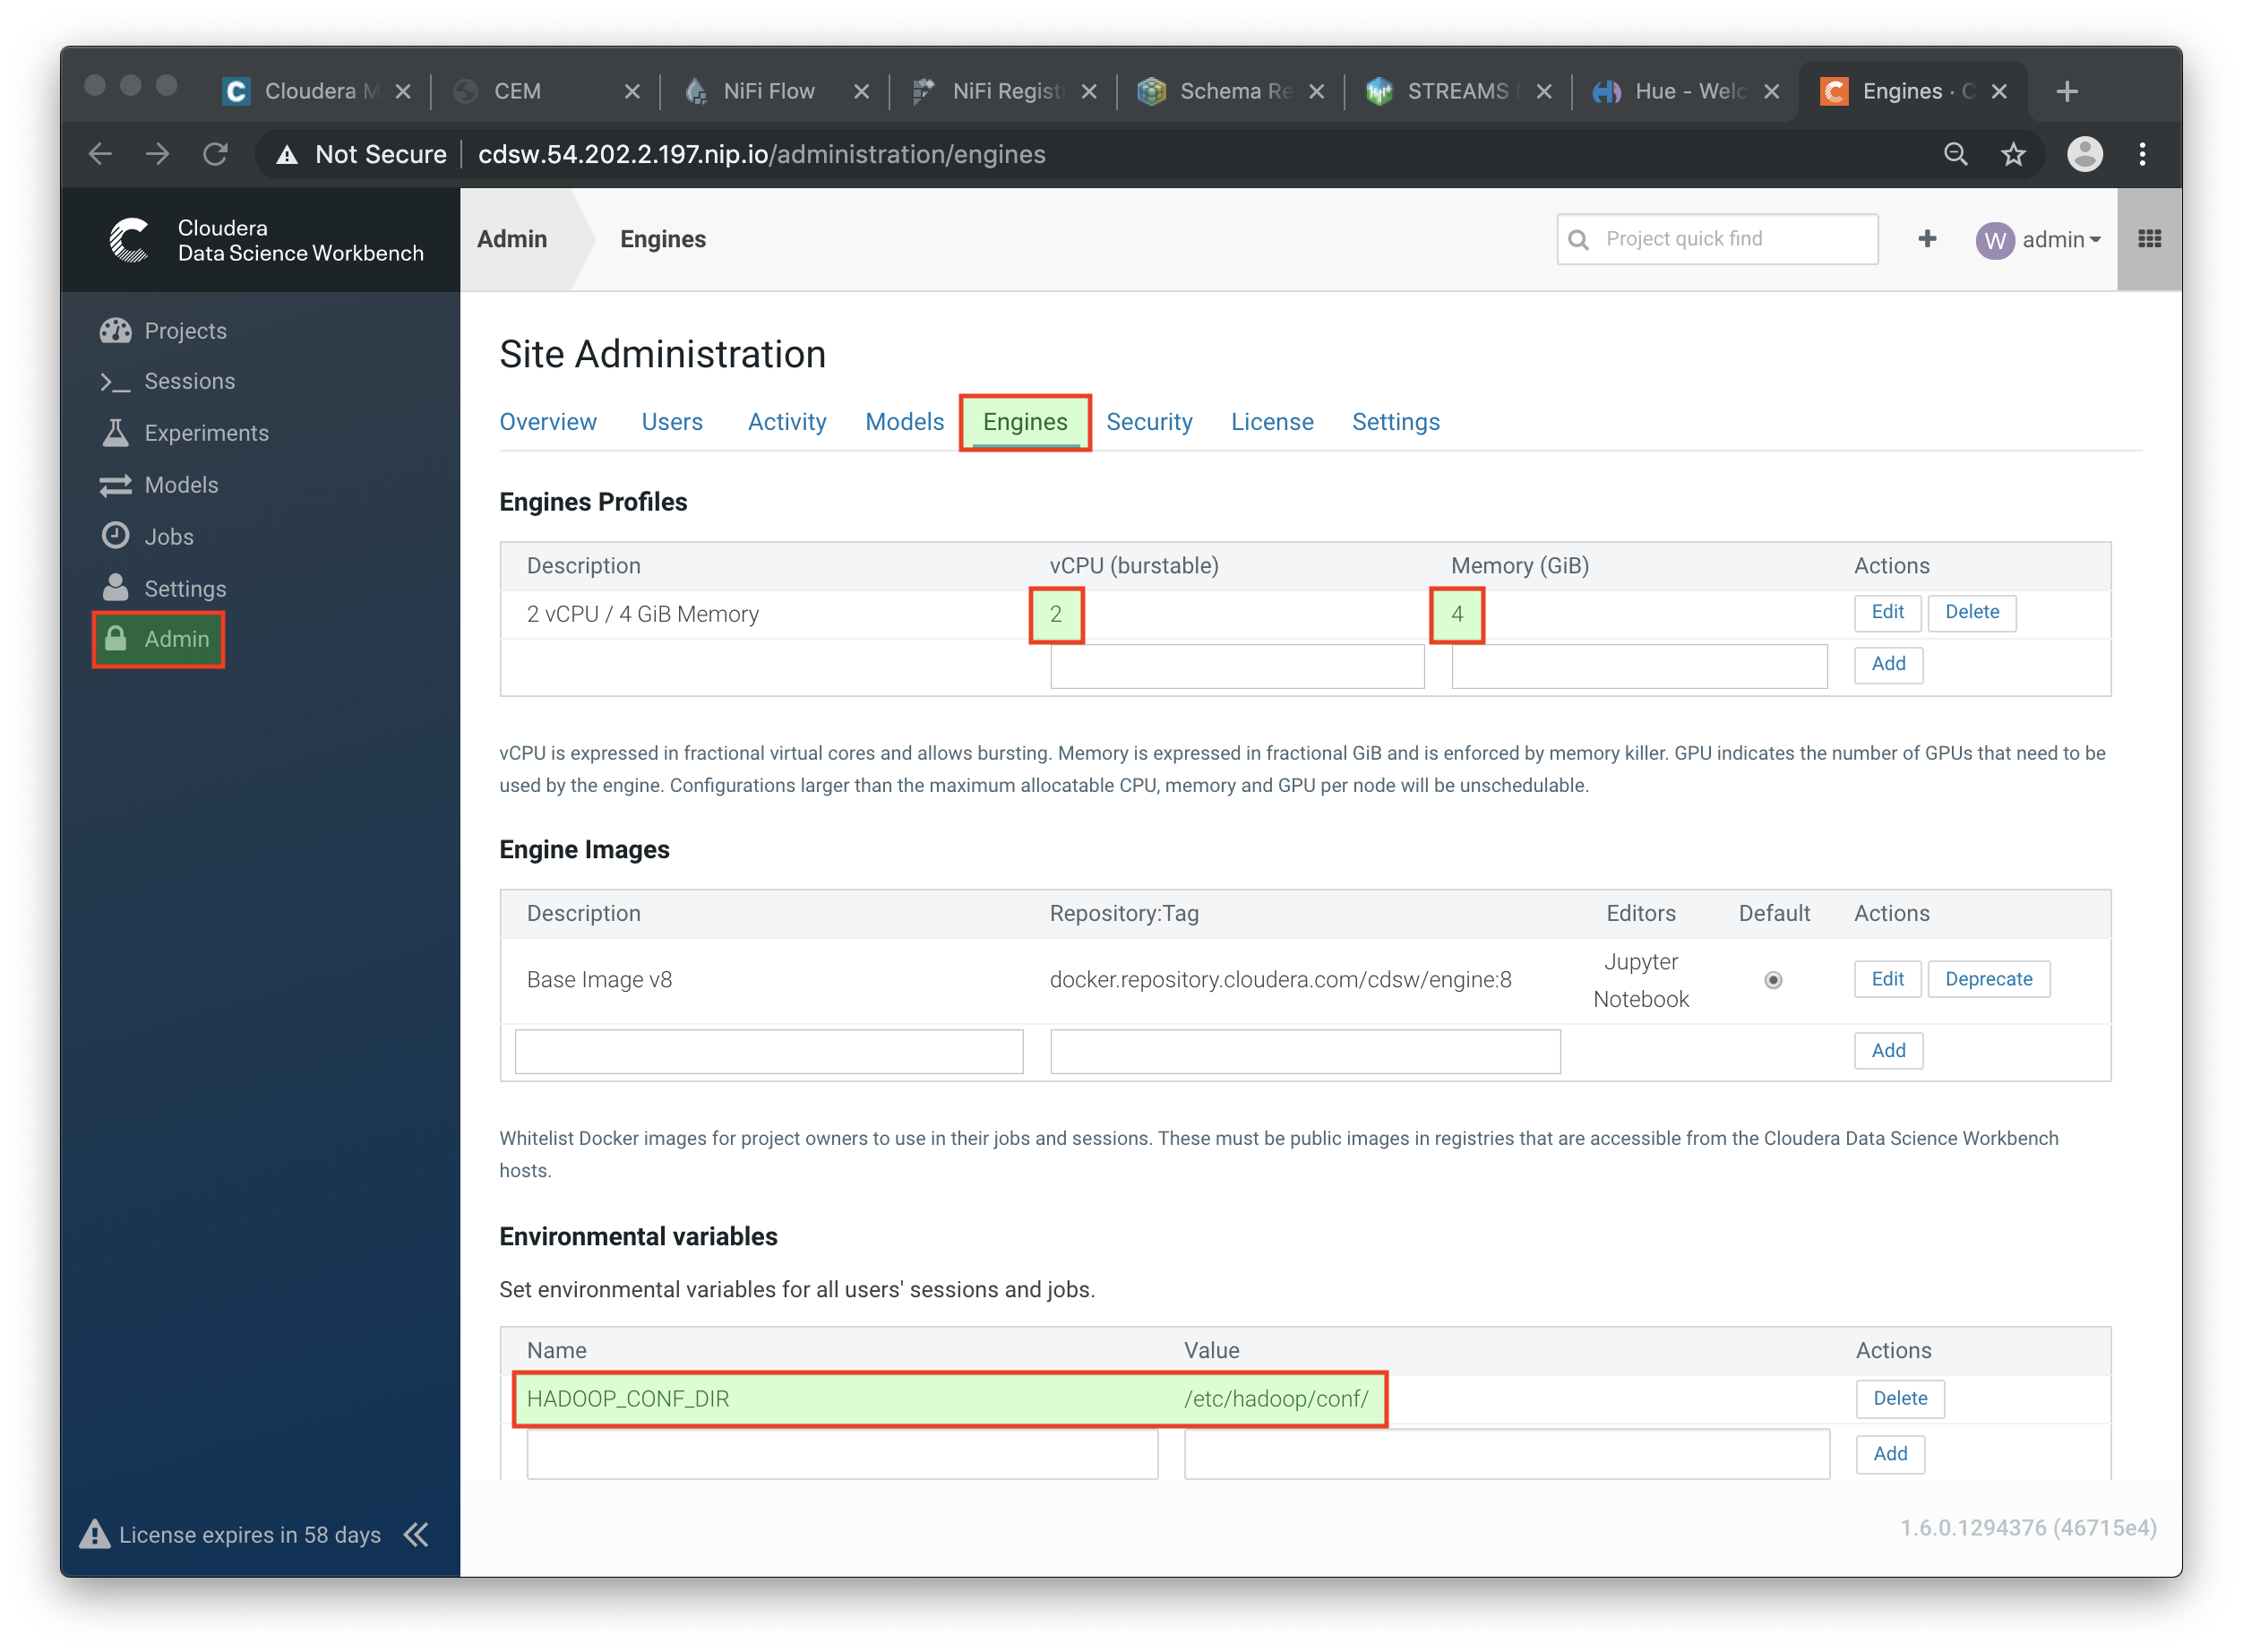 Cloudera M
CEM
NiFi Flow
NiFi Regist
Schema Re
STREAMS
Hue - Welc
Engines · C
Not Secure
cdsw.54.202.2.197.nip.io/administration/engines
Cloudera
Data Science Workbench
Admin
Engines
Project quick find
W
admin
Projects
Sessions
Experiments
Models
Jobs
Settings
Admin
License expires in 58 days
Site Administration
Overview Users Activity Models Engines Security License Settings
Engines Profiles
Description vCPU (burstable) Memory (GiB) Actions
2 vCPU / 4 GiB Memory 2 4 Edit Delete
Add
vCPU is expressed in fractional virtual cores and allows bursting. Memory is expressed in fractional GiB and is enforced by memory killer. GPU indicates the number of GPUs that need to be
used by the engine. Configurations larger than the maximum allocatable CPU, memory and GPU per node will be unschedulable.
Engine Images
Description Repository:Tag Editors Default Actions
Base Image v8 docker.repository.cloudera.com/cdsw/engine:8 Jupyter Notebook Edit Deprecate
Add
Whitelist Docker images for project owners to use in their jobs and sessions. These must be public images in registries that are accessible from the Cloudera Data Science Workbench
hosts.
Environmental variables
Set environmental variables for all users' sessions and jobs.
Name Value Actions
HADOOP_CONF_DIR /etc/hadoop/conf/ Delete
Add
1.6.0.1294376 (46715e4)